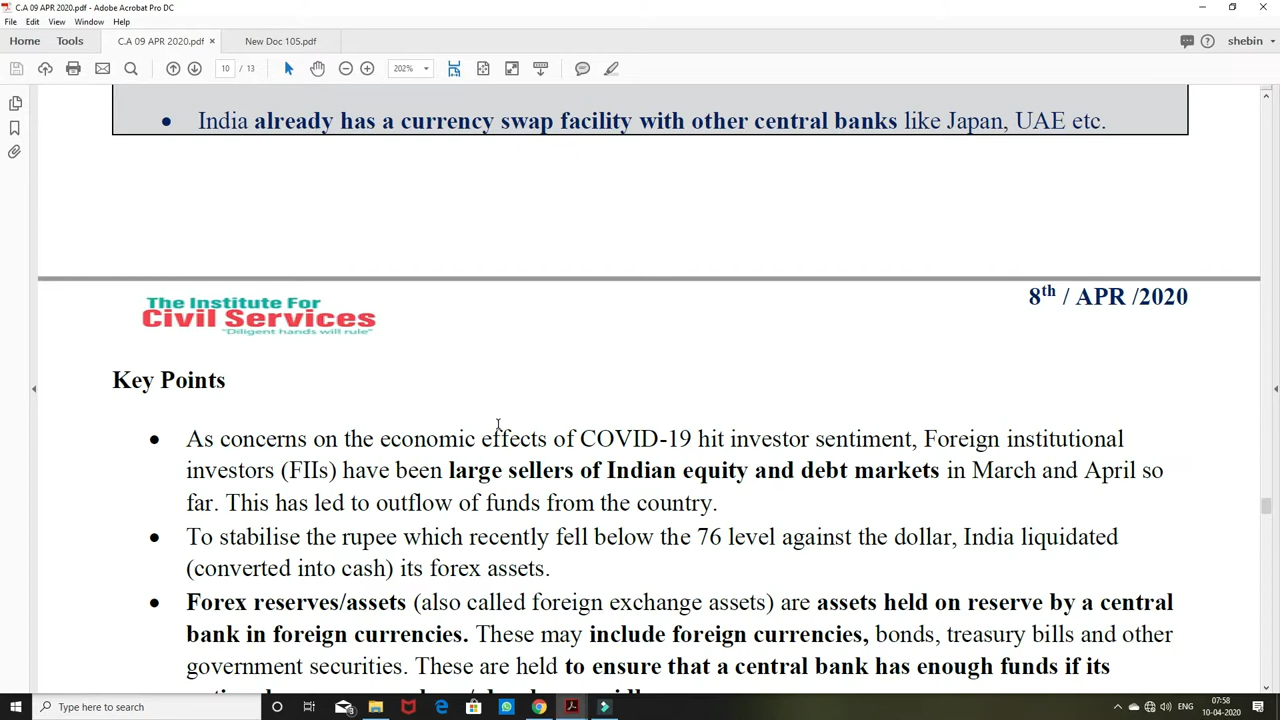 C.A 09 APR 2020.pdf - Adobe Acrobat Pro DC
File Edit View Window Help
Home Tools C.A 09 APR 2020.pdf × New Doc 105.pdf shebin
10 / 13 202%
• India already has a currency swap facility with other central banks like Japan, UAE etc.
The Institute For
Civil Services
"Diligent hands will rule"
8th / APR /2020
Key Points
• As concerns on the economic effects of COVID-19 hit investor sentiment, Foreign institutional
investors (FIIs) have been large sellers of Indian equity and debt markets in March and April so
far. This has led to outflow of funds from the country.
• To stabilise the rupee which recently fell below the 76 level against the dollar, India liquidated
(converted into cash) its forex assets.
• Forex reserves/assets (also called foreign exchange assets) are assets held on reserve by a central
bank in foreign currencies. These may include foreign currencies, bonds, treasury bills and other
government securities. These are held to ensure that a central bank has enough funds if its
Type here to search
ENG
07:58
10-04-2020